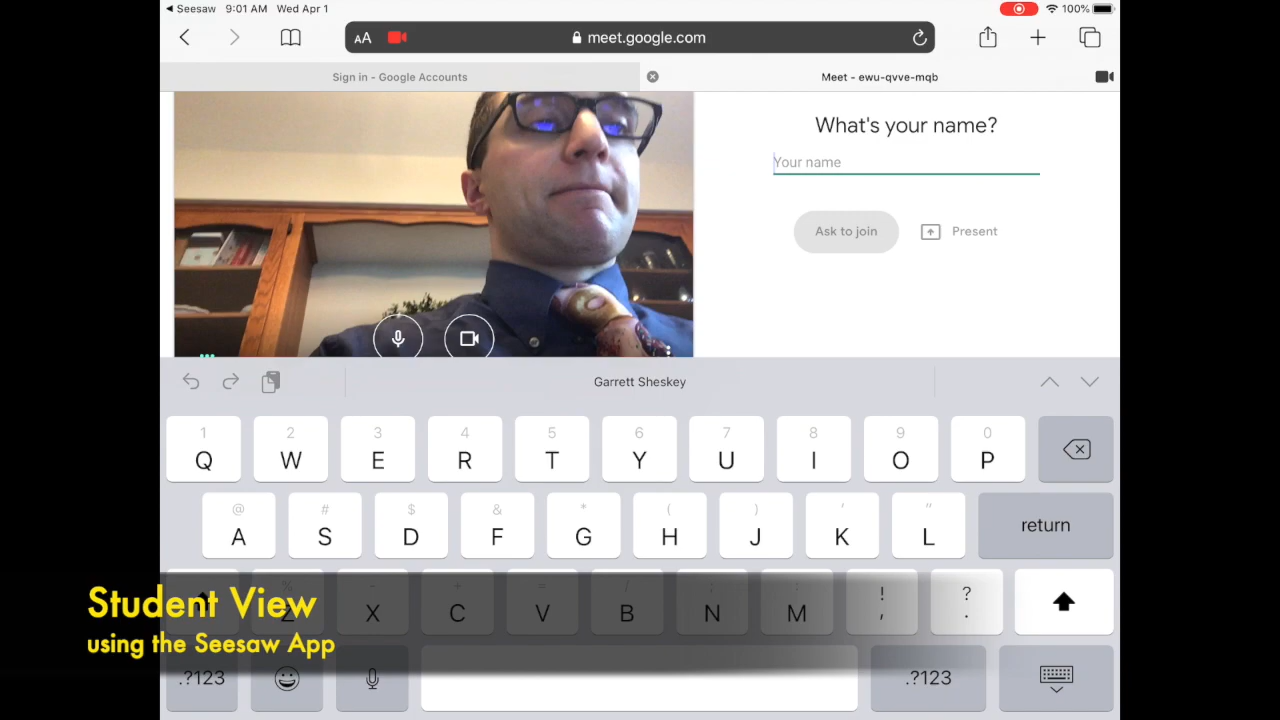 Seesaw 9:01 AM Wed Apr 1 100%
AA meet.google.com
Sign in - Google Accounts Meet - ewu-qvve-mqb
What's your name?
Your name
Ask to join Present
Garrett Sheskey
1 2 3 4 5 6 7 8 9 0
Q W E R T Y U I O P
@ # $ & * ( ) ' "
A S D F G H J K L return
% - + = / ; : ! ?
Z X C V B N M , .
Student View
using the Seesaw App
.?123 .?123